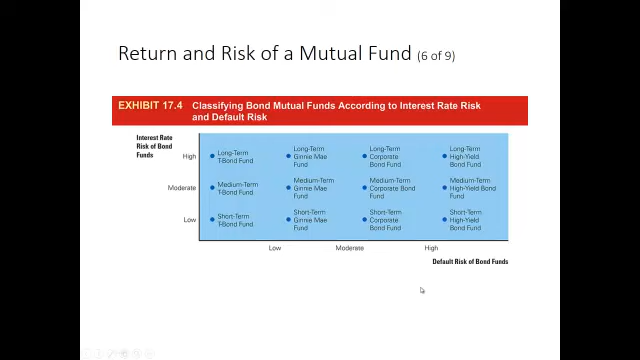 Return and Risk of a Mutual Fund (6 of 9)
EXHIBIT 17.4 Classifying Bond Mutual Funds According to Interest Rate Risk
and Default Risk
Interest Rate
Risk of Bond
Funds
High
Long-Term
T-Bond Fund
Long-Term
Ginnie Mae
Fund
Long-Term
Corporate
Bond Fund
Long-Term
High-Yield
Bond Fund
Moderate
Medium-Term
T-Bond Fund
Medium-Term
Ginnie Mae
Fund
Medium-Term
Corporate Bond
Fund
Medium-Term
High-Yield Bond
Fund
Low
Short-Term
T-Bond Fund
Short-Term
Ginnie Mae
Fund
Short-Term
Corporate
Bond Fund
Short-Term
High-Yield
Bond Fund
Low Moderate High
Default Risk of Bond Funds